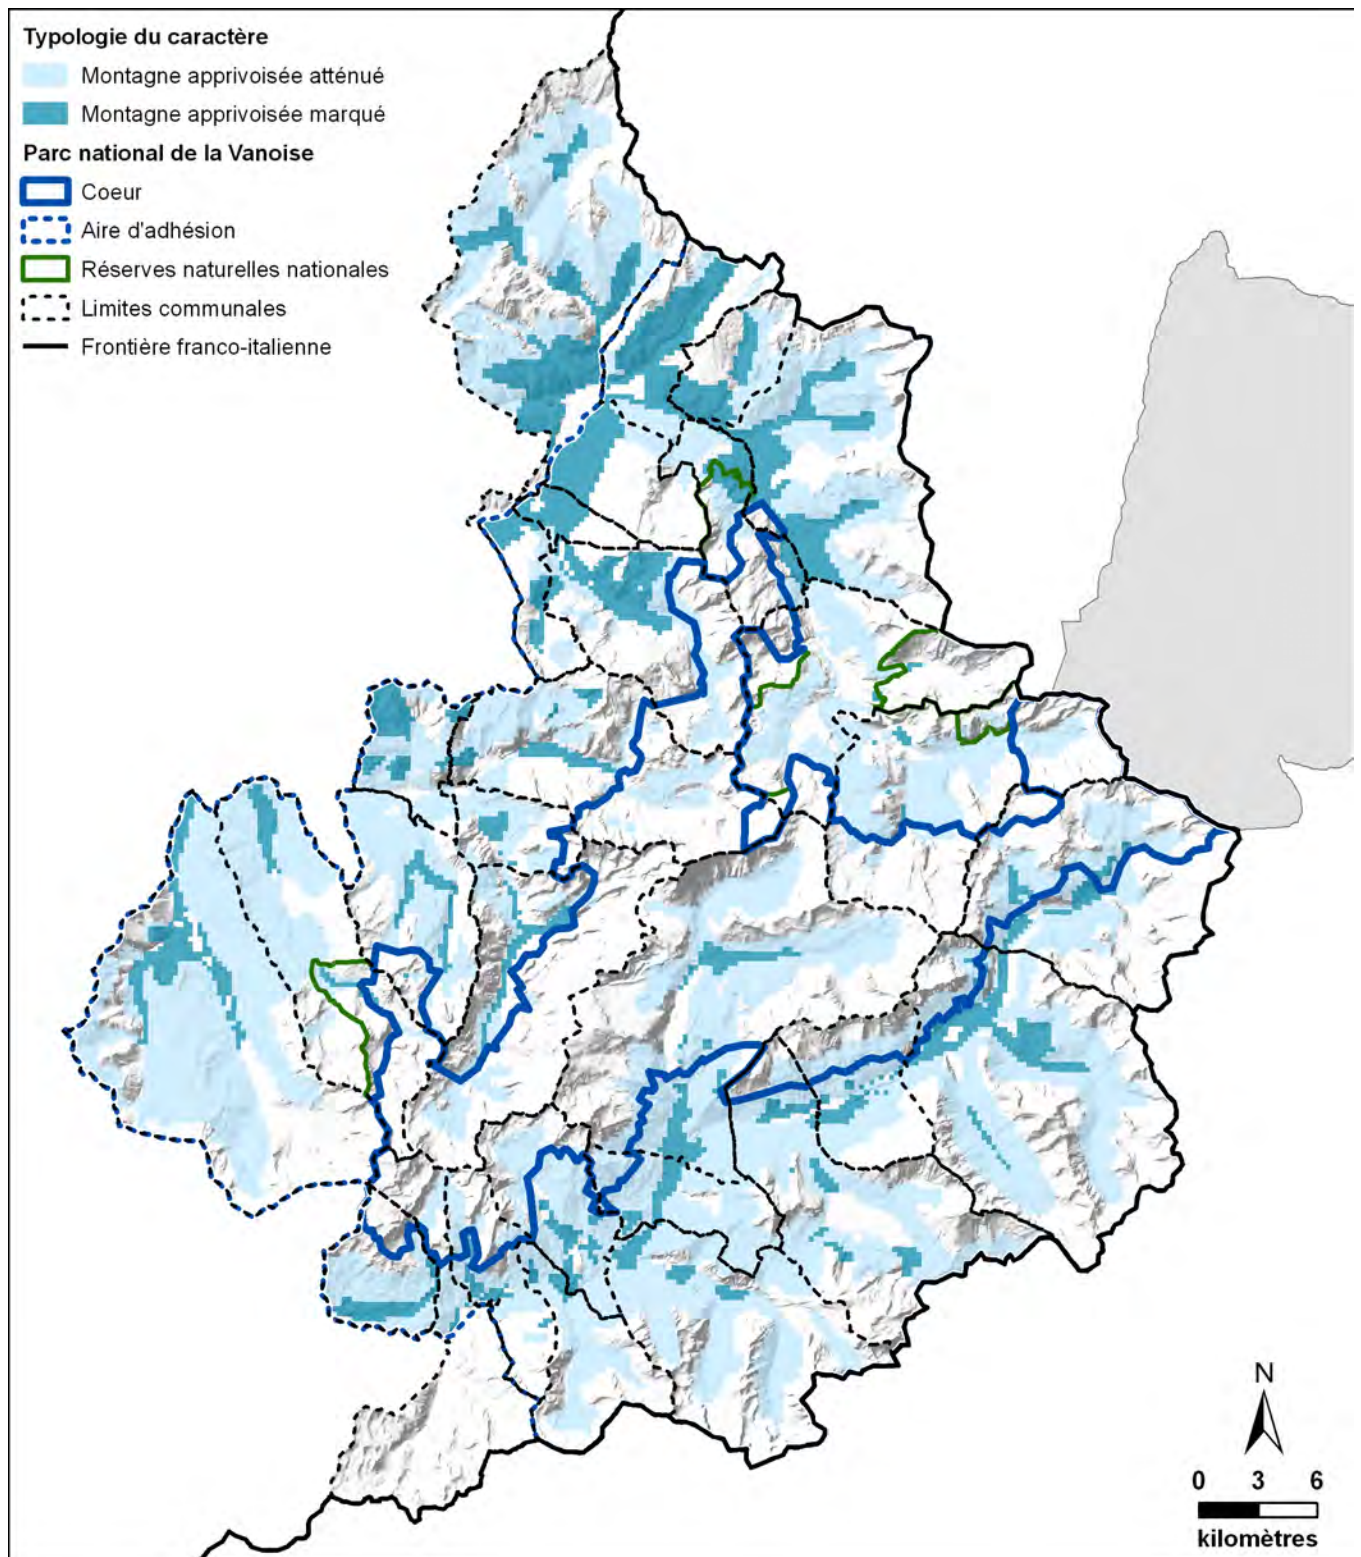 Typologie du caractère
Montagne apprivoisée atténué
Montagne apprivoisée marqué
Parc national de la Vanoise
Coeur
Aire d'adhésion
Réserves naturelles nationales
Limites communales
Frontière franco-italienne
N
0 3 6
kilomètres